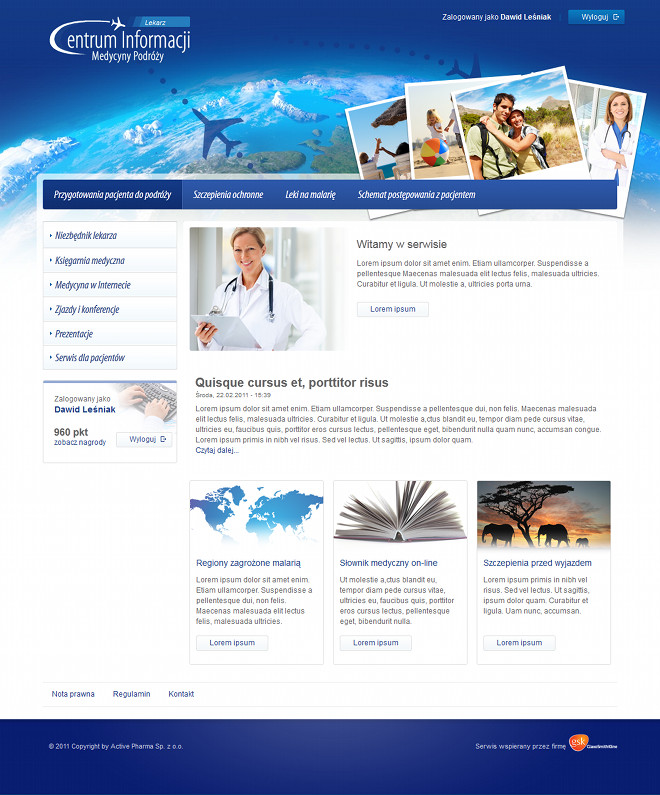 Zalogowany jako Dawid Leśniak
Wyloguj
Lekarz
Centrum Informacji
Medycyny Podróży
Przygotowania pacjenta do podróży
Szczepienia ochronne
Leki na malarię
Schemat postępowania z pacjentem
Niezbędnik lekarza
Księgarnia medyczna
Medycyna w Internecie
Zjazdy i konferencje
Prezentacje
Serwis dla pacjentów
Zalogowany jako
Dawid Leśniak
960 pkt
zobacz nagrody
Wyloguj
Witamy w serwisie
Lorem ipsum dolor sit amet enim. Etiam ullamcorper. Suspendisse a
pellentesque Maecenas malesuada elit lectus felis, malesuada ultricies.
Curabitur et ligula. Ut molestie a, ultricies porta urna.
Lorem ipsum
Quisque cursus et, porttitor risus
Środa, 22.02.2011 - 15:39
Lorem ipsum dolor sit amet enim. Etiam ullamcorper. Suspendisse a pellentesque dui, non felis. Maecenas malesuada
elit lectus felis, malesuada ultricies. Curabitur et ligula. Ut molestie a,ctus blandit eu, tempor diam pede cursus vitae,
ultricies eu, faucibus quis, porttitor eros cursus lectus, pellentesque eget, bibendum nulla quam nunc, accumsan congue.
Lorem ipsum primis in nibh vel risus. Sed vel lectus. Ut sagittis, ipsum dolor quam.
Czytaj dalej...
Regiony zagrożone malarią
Lorem ipsum dolor sit amet enim.
Etiam ullamcorper. Suspendisse a
pellentesque dui, non felis.
Maecenas malesuada elit lectus
felis, malesuada ultricies.
Lorem ipsum
Słownik medyczny on-line
Ut molestie a,ctus blandit eu,
tempor diam pede cursus vitae,
ultricies eu, faucibus quis, porttitor
eros cursus lectus, pellentesque
eget, bibendum nulla.
Lorem ipsum
Szczepienia przed wyjazdem
Lorem ipsum primis in nibh vel
risus. Sed vel lectus. Ut sagittis,
ipsum dolor quam. Curabitur et
ligula. Uam nunc, accumsan.
Lorem ipsum
Nota prawna
Regulamin
Kontakt
© 2011 Copyright by Active Pharma Sp. z o.o.
Serwis wspierany przez firmę
gsk GlaxoSmithKline